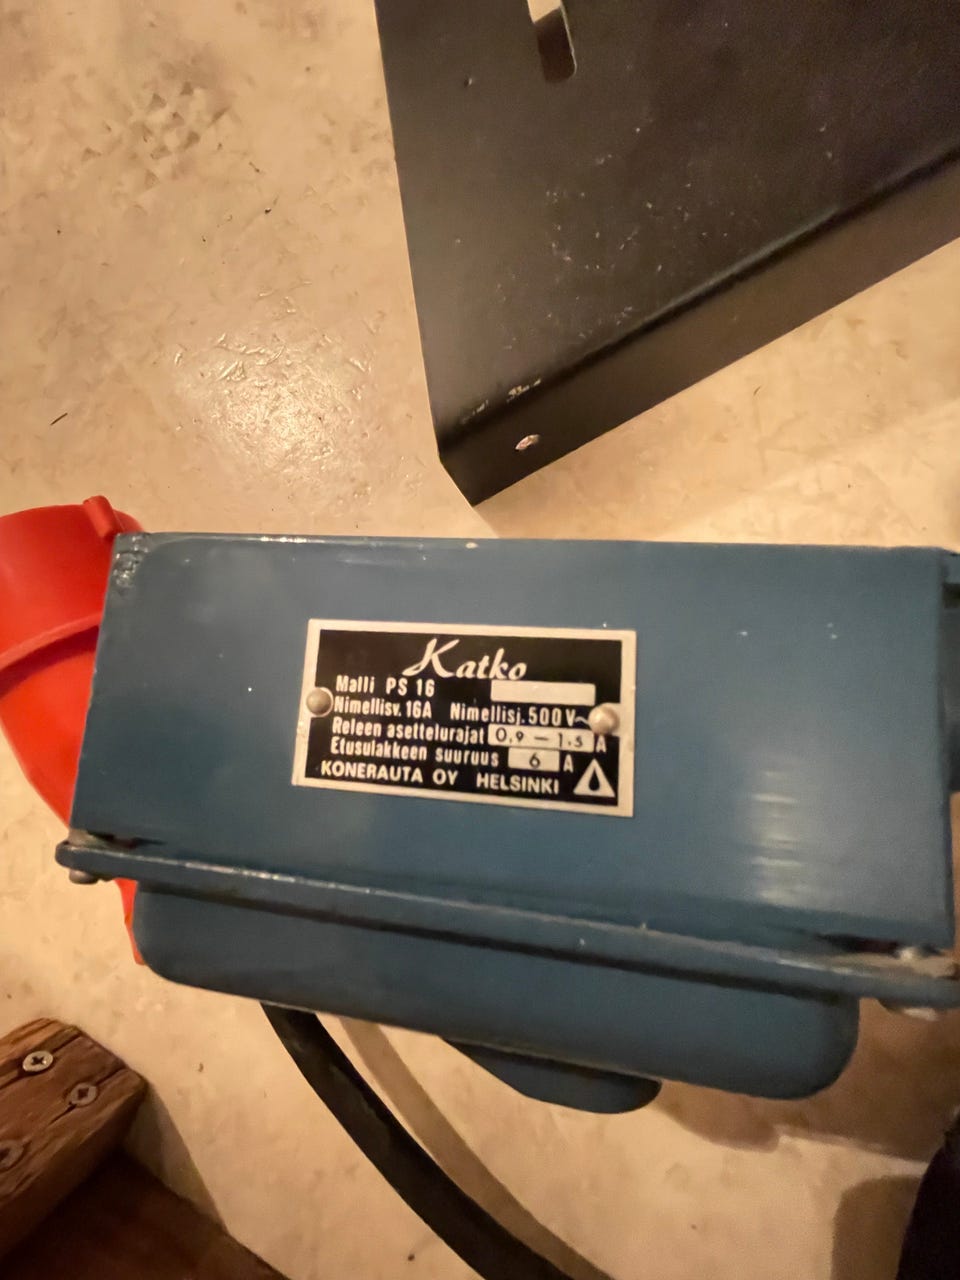 Katko
Malli PS 16
Nimellisv. 16A Nimellisj. 500 V~
Releen asettelurajat 0,9 – 1,5 A
Etusulakkeen suuruus 6 A
KONERAUTA OY HELSINKI